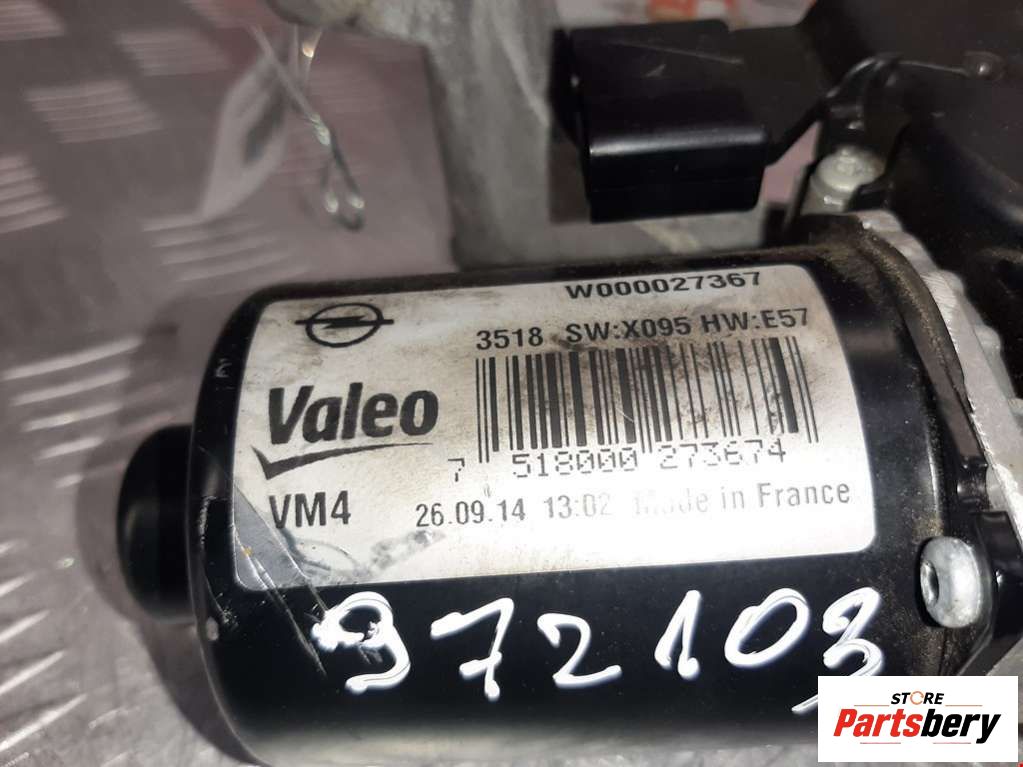 W000027367
3518 SW:X095 HW:E57
Valeo
7 518000 273674
VM4 26.09.14 13:02 Made in France
972103
STORE
Partsbery